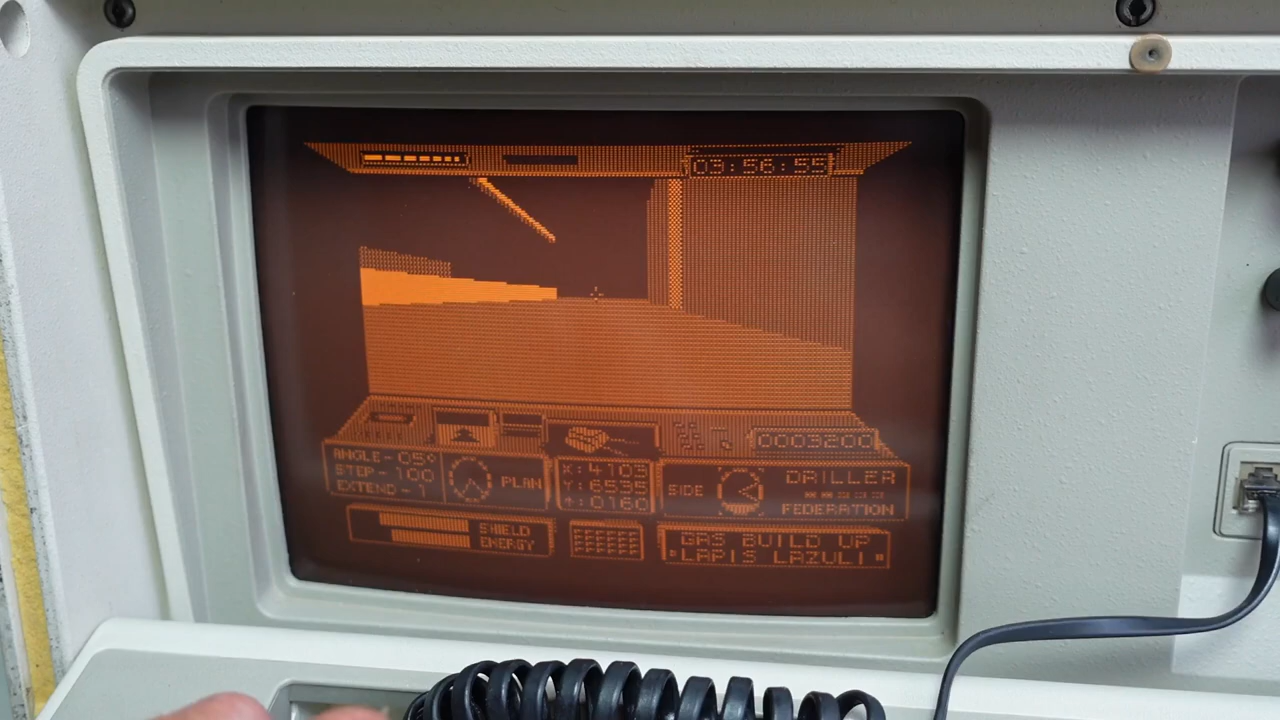 03:56:55
0003200
ANGLE-05°
STEP-100
EXTEND-1
PLAN
X:4103
Y:6535
↑:0160
SIDE
DRILLER
FEDERATION
SHIELD
ENERGY
GAS BUILD UP
"LAPIS LAZULI"